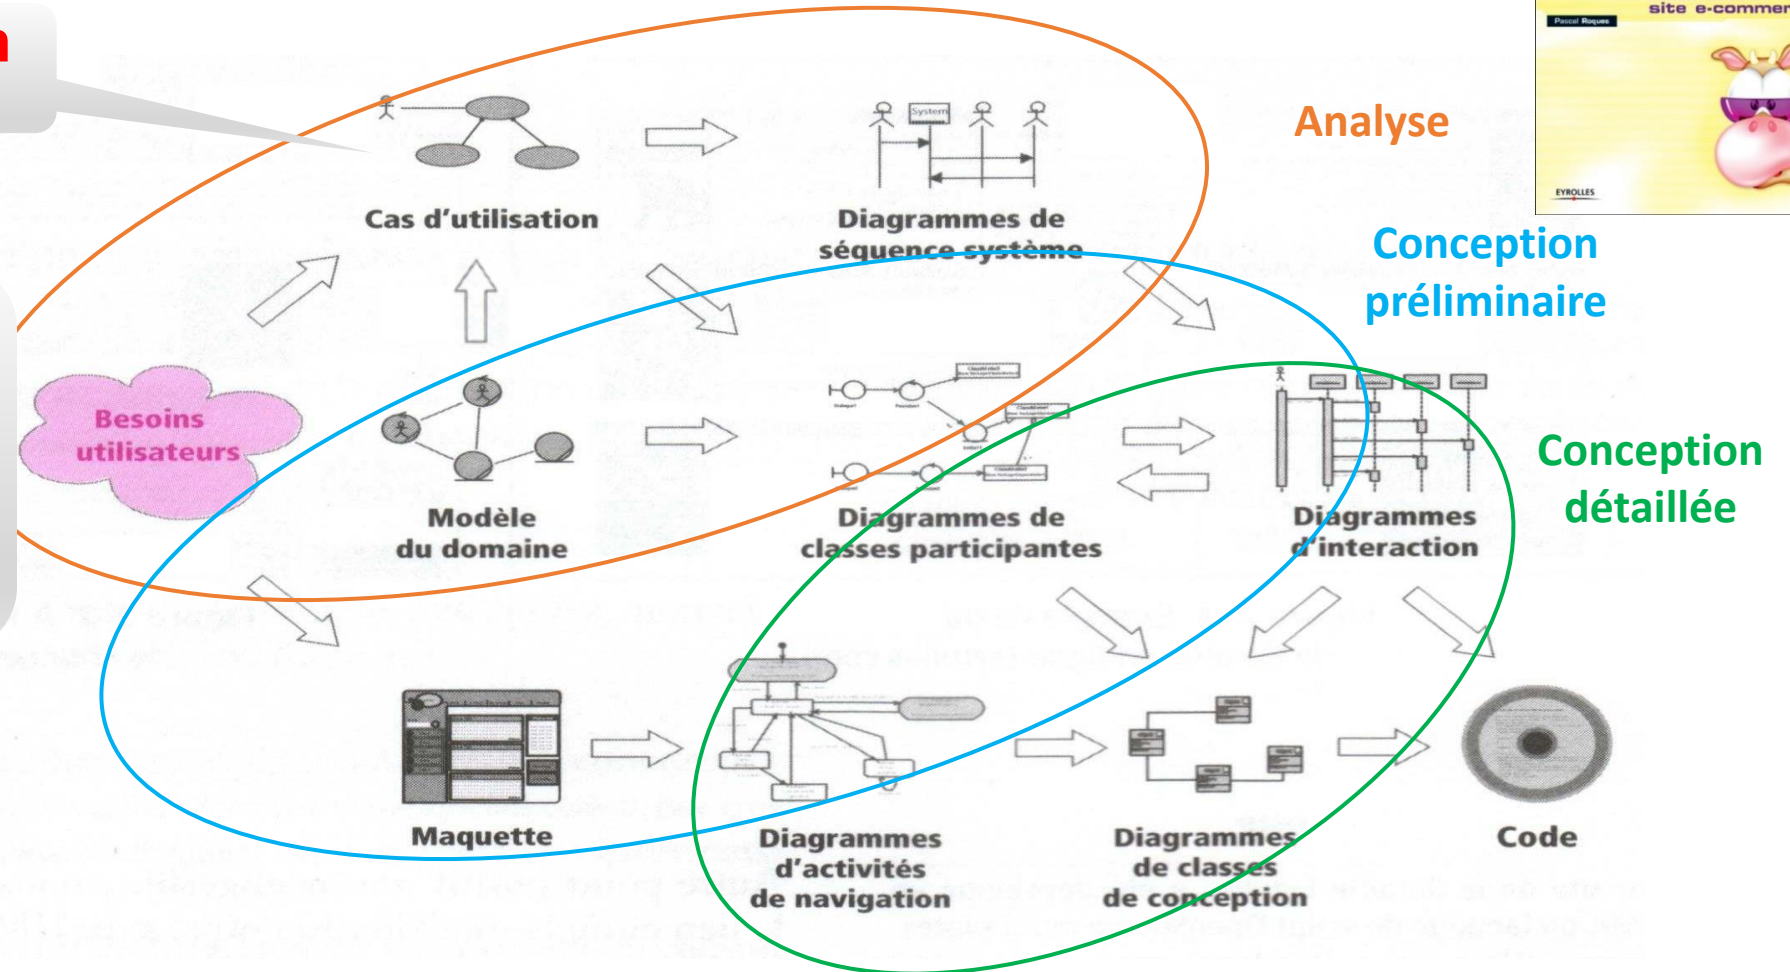 n
site e-commer
Pascal Roques
EYROLLES
Analyse
System
Cas d'utilisation
Diagrammes de
séquence système
Conception
préliminaire
Besoins
utilisateurs
Modèle
du domaine
Diagrammes de
classes participantes
Diagrammes
d'interaction
Conception
détaillée
Maquette
Diagrammes
d'activités
de navigation
Diagrammes
de classes
de conception
Code